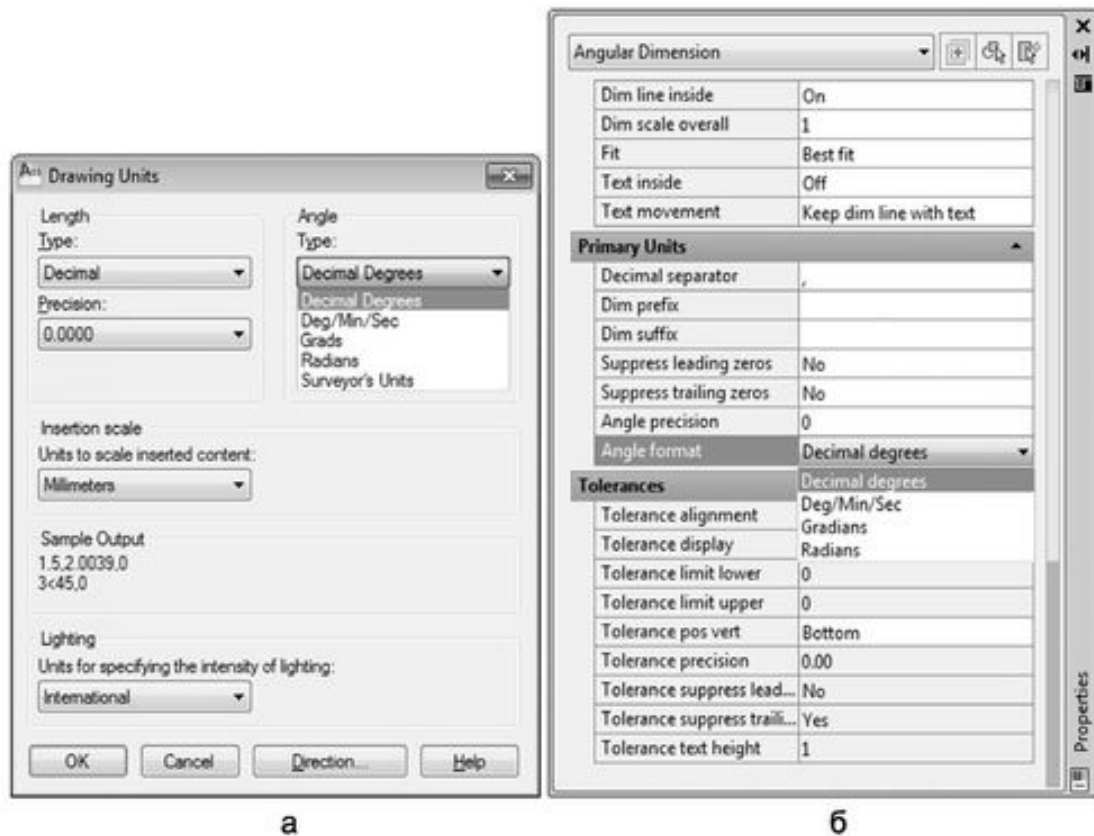 Drawing Units
Length
Type:
Decimal
Precision:
0.0000
Angle
Type:
Decimal Degrees
Decimal Degrees
Deg/Min/Sec
Grads
Radians
Surveyor's Units
Insertion scale
Units to scale inserted content:
Millimeters
Sample Output
1.5,2.0039,0
3<45,0
Lighting
Units for specifying the intensity of lighting:
International
OK Cancel Direction... Help
а
Angular Dimension
Dim line inside On
Dim scale overall 1
Fit Best fit
Text inside Off
Text movement Keep dim line with text
Primary Units
Decimal separator ,
Dim prefix
Dim suffix
Suppress leading zeros No
Suppress trailing zeros No
Angle precision 0
Angle format Decimal degrees
Decimal degrees
Deg/Min/Sec
Gradians
Radians
Tolerances
Tolerance alignment
Tolerance display
Tolerance limit lower 0
Tolerance limit upper 0
Tolerance pos vert Bottom
Tolerance precision 0.00
Tolerance suppress lead... No
Tolerance suppress traili... Yes
Tolerance text height 1
Properties
б